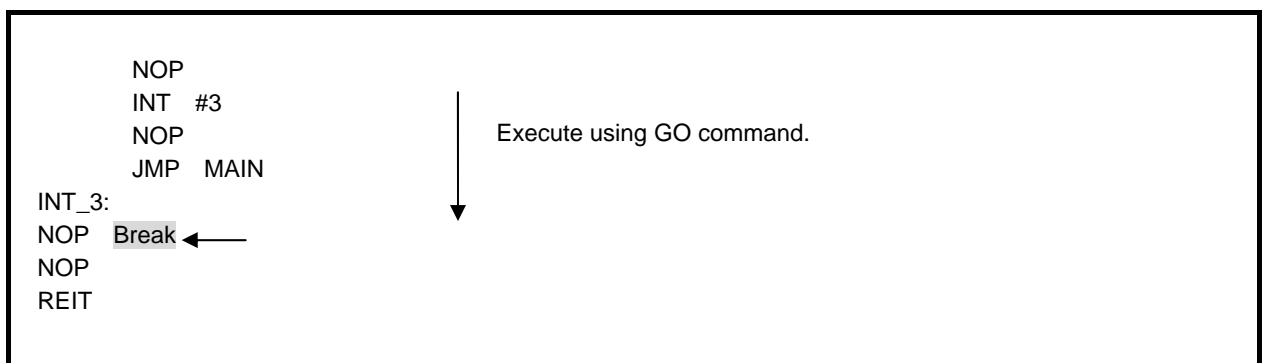 NOP
INT #3
NOP
Execute using GO command.
JMP MAIN
INT_3:
NOP Break
NOP
REIT